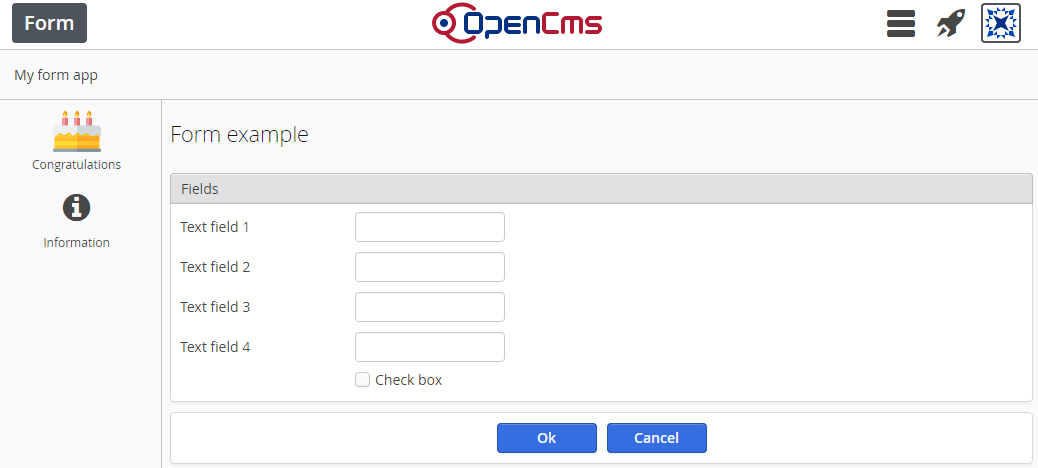 Form
OpenCms
My form app
Congratulations
Information
Form example
Fields
Text field 1
Text field 2
Text field 3
Text field 4
Check box
Ok
Cancel